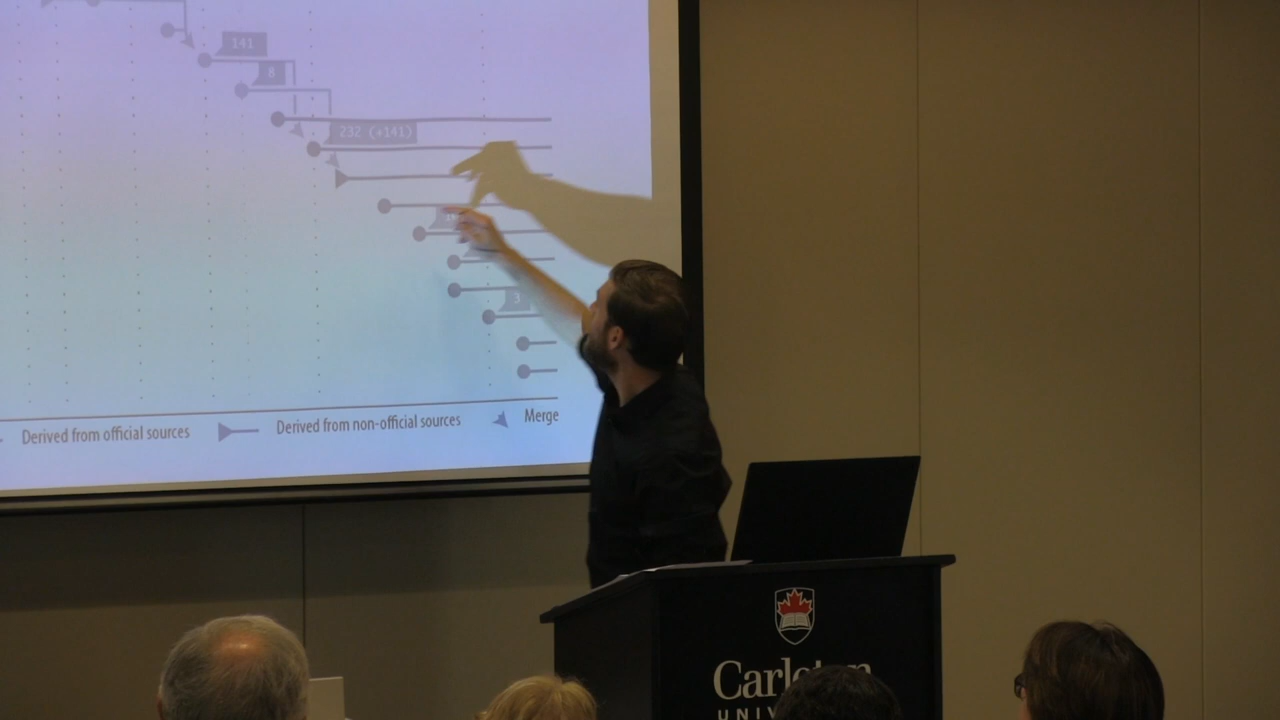 141
8
232 (+141)
3
Derived from official sources
Derived from non-official sources
Merge
Carleton